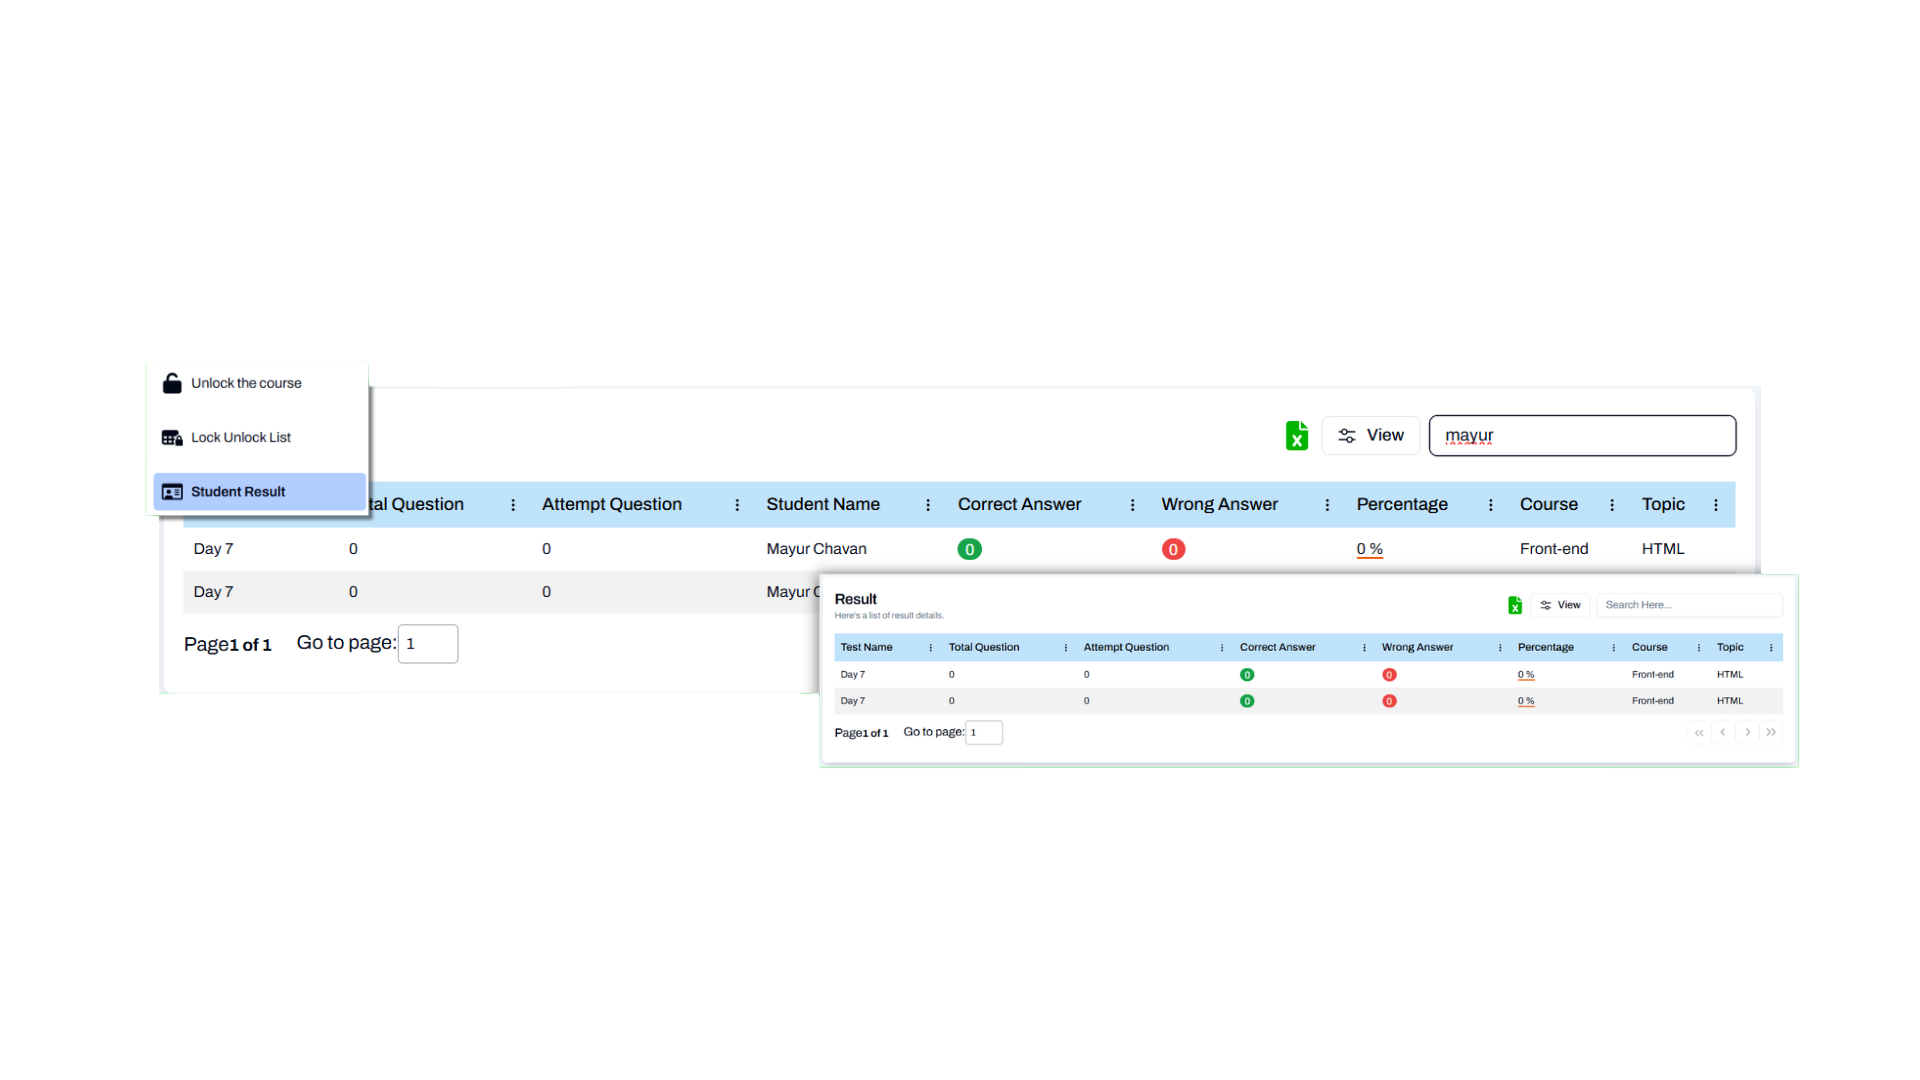 Unlock the course
Lock Unlock List
Student Result
View
mayur
tal Question Attempt Question Student Name Correct Answer Wrong Answer Percentage Course Topic
Day 7 0 0 Mayur Chavan 0 0 0 % Front-end HTML
Day 7 0 0 Mayur
Page1 of 1 Go to page: 1
Result
Here's a list of result details.
View
Search Here...
Test Name Total Question Attempt Question Correct Answer Wrong Answer Percentage Course Topic
Day 7 0 0 0 0 0 % Front-end HTML
Day 7 0 0 0 0 0 % Front-end HTML
Page1 of 1 Go to page: 1